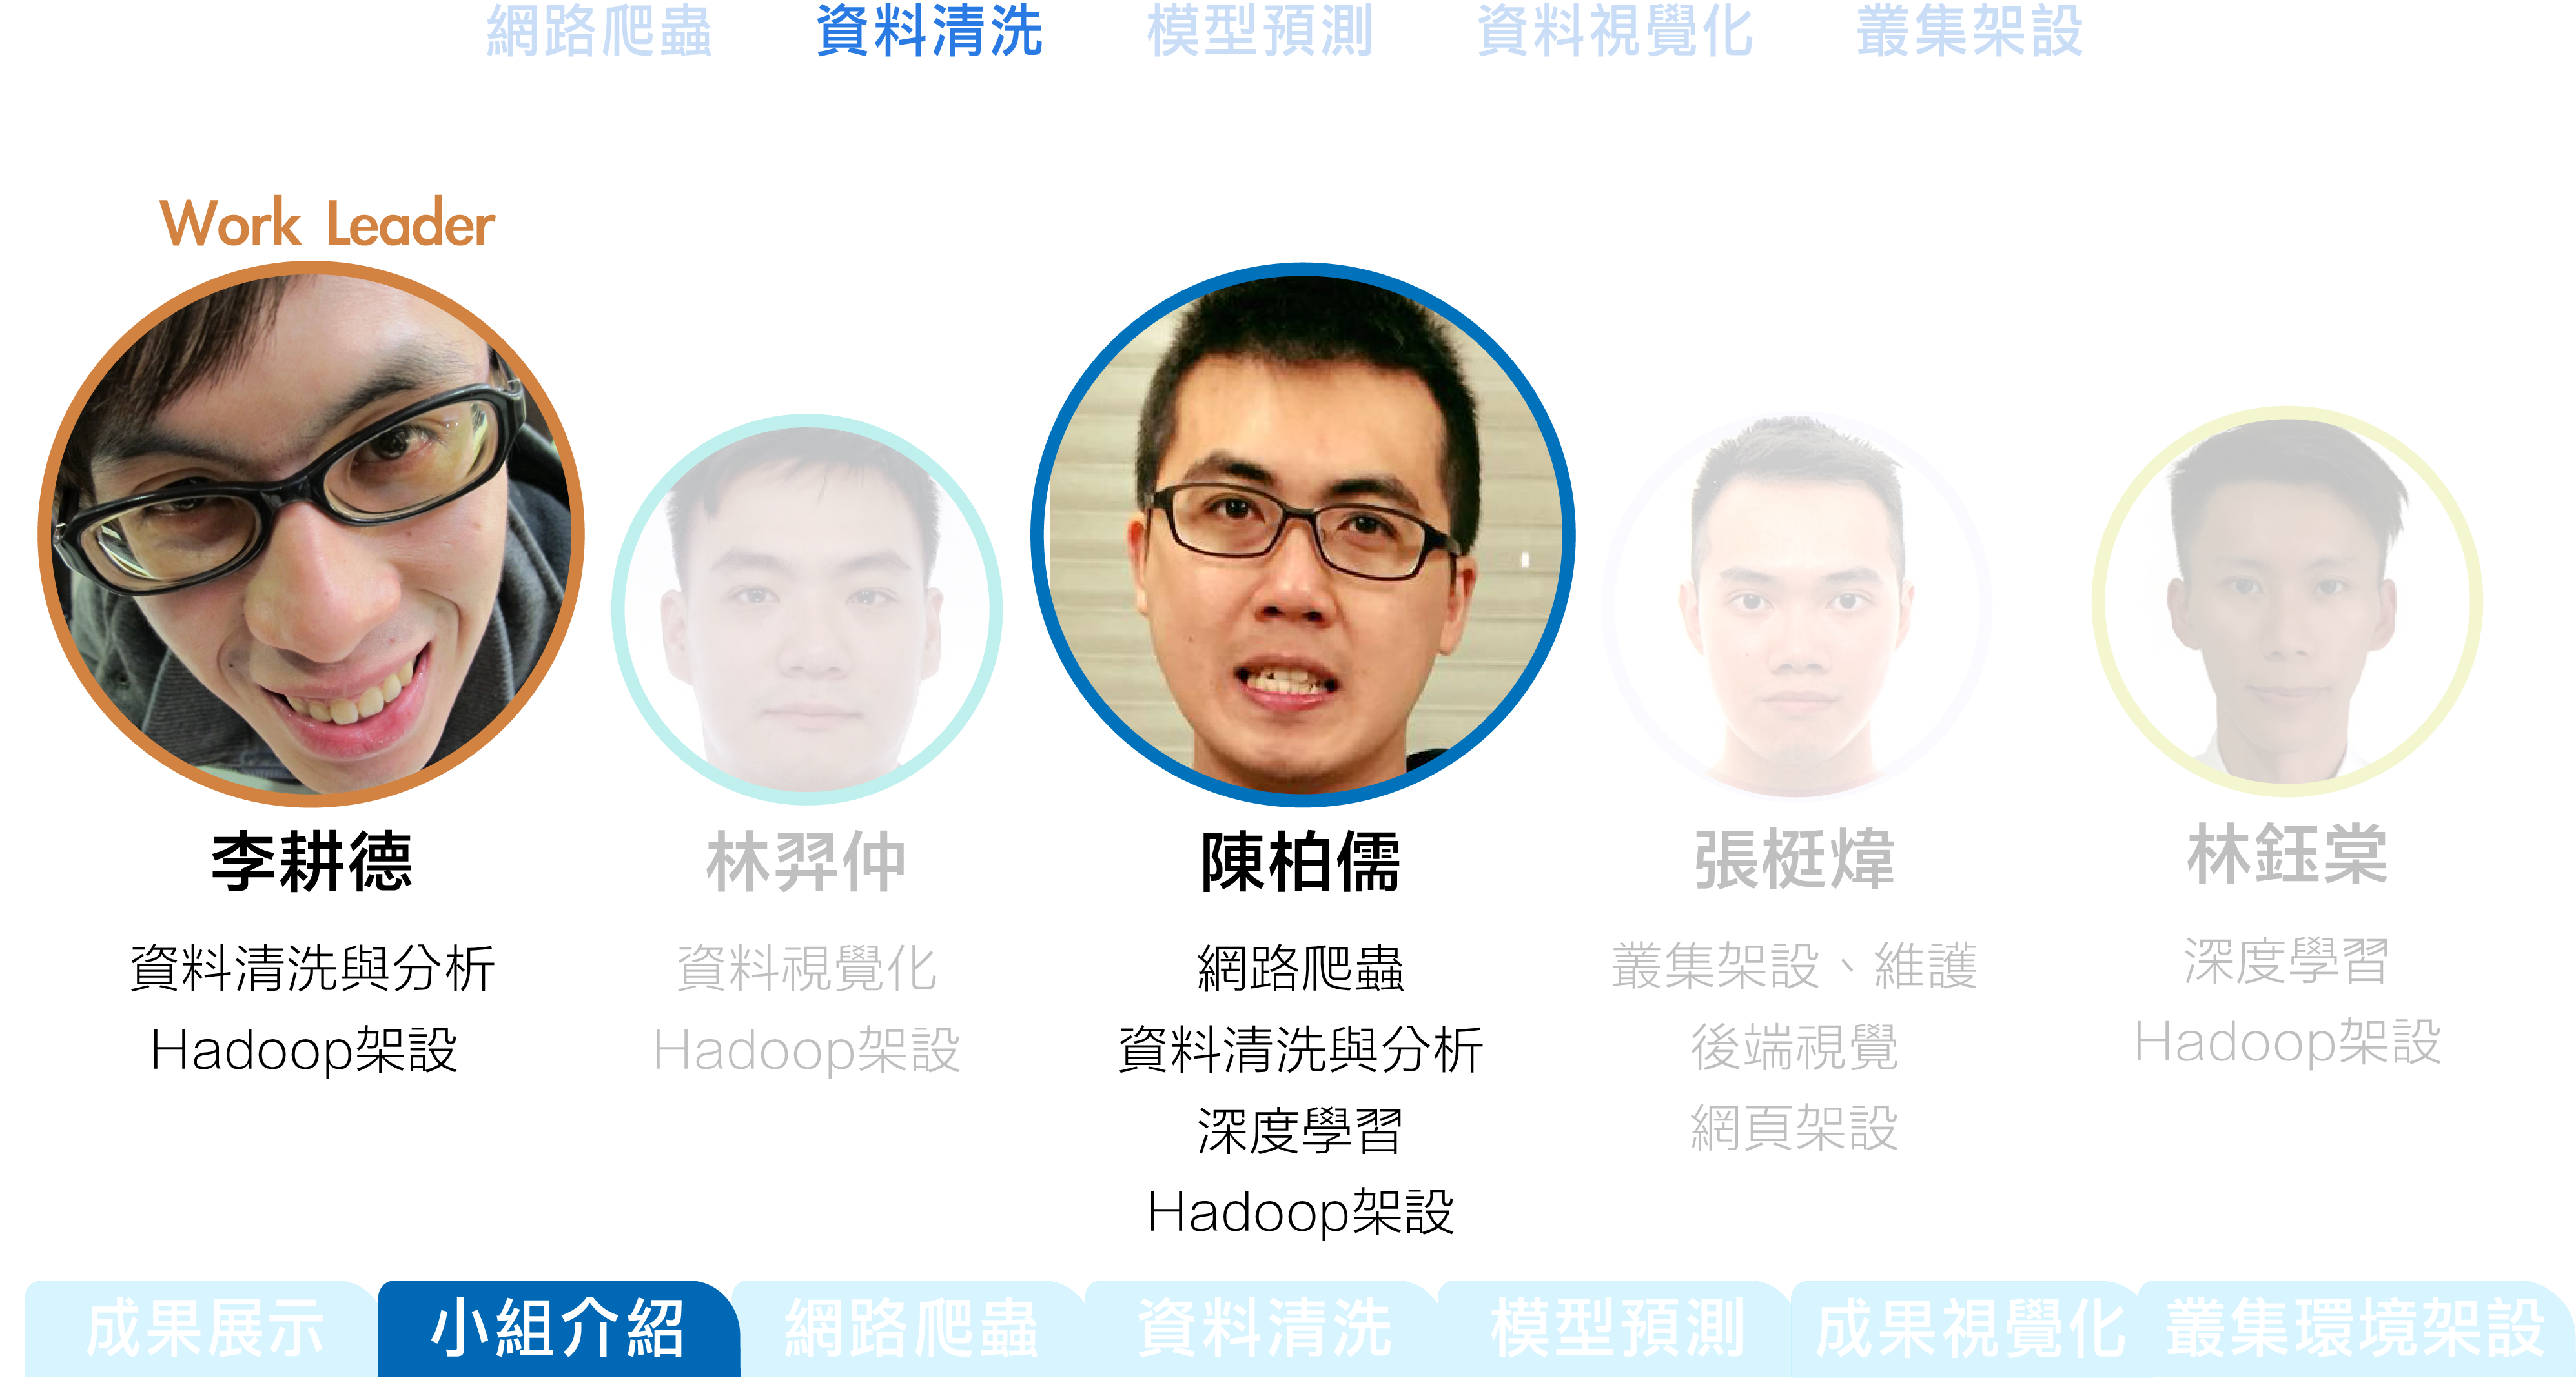 網路爬蟲 資料清洗 模型預測 資料視覺化 叢集架設
Work Leader
李耕德
資料清洗與分析
Hadoop架設
林羿仲
資料視覺化
Hadoop架設
陳柏儒
網路爬蟲
資料清洗與分析
深度學習
Hadoop架設
張梃煒
叢集架設、維護
後端視覺
網頁架設
林鈺棠
深度學習
Hadoop架設
成果展示 小組介紹 網路爬蟲 資料清洗 模型預測 成果視覺化 叢集環境架設